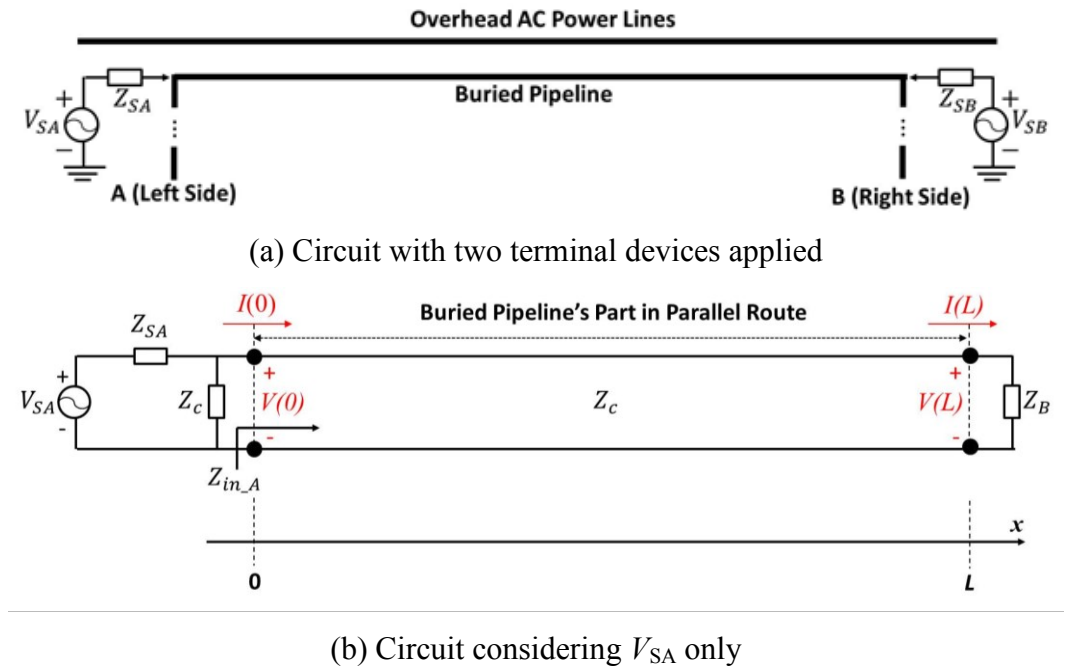 Overhead AC Power Lines
Z_SA
Buried Pipeline
Z_SB
+
V_SA
−
+
V_SB
−
A (Left Side)
B (Right Side)
(a) Circuit with two terminal devices applied
I(0)
Buried Pipeline's Part in Parallel Route
I(L)
Z_SA
+
V_SA
-
Z_c
+
V(0)
-
Z_c
+
V(L)
-
Z_B
Z_in_A
x
0
L
(b) Circuit considering V_SA only